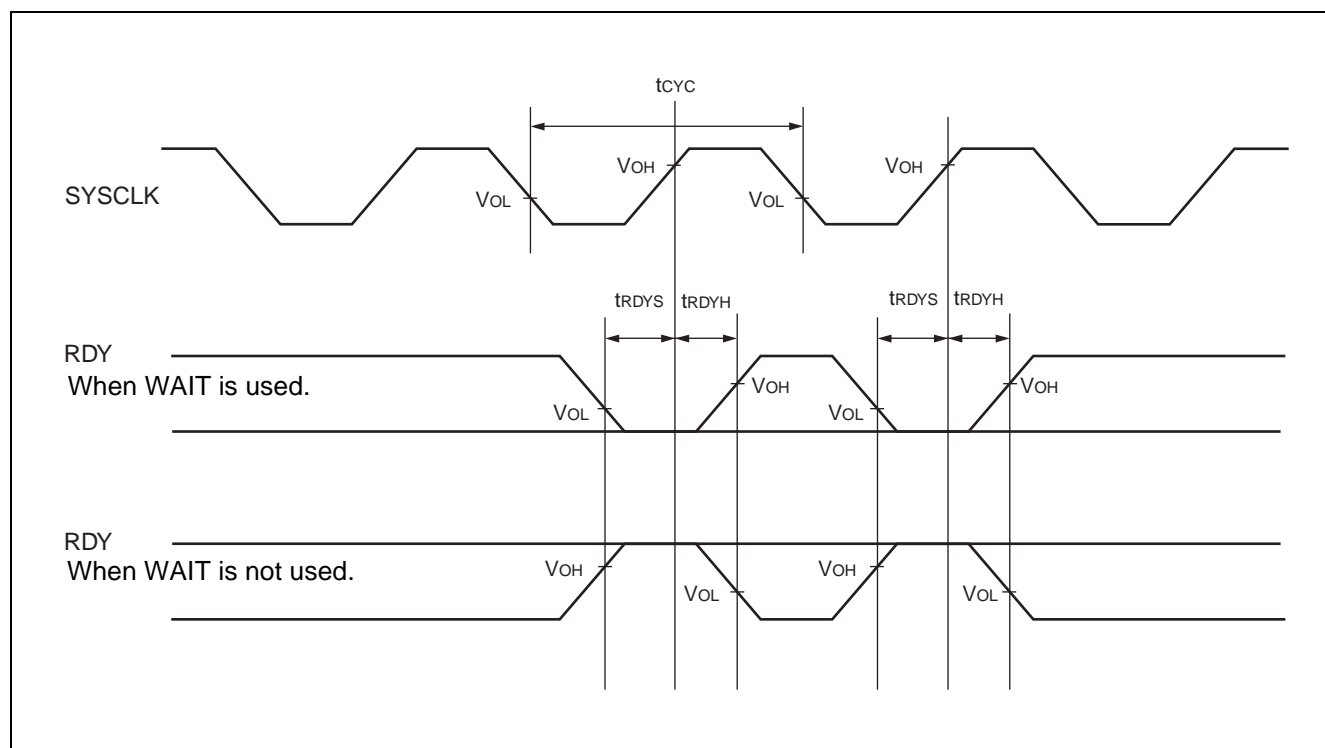 tCYC
VOH
VOH
SYSCLK
VOL
VOL
tRDYS tRDYH
tRDYS tRDYH
RDY
When WAIT is used.
VOH
VOH
VOL
VOL
RDY
When WAIT is not used.
VOH
VOH
VOL
VOL